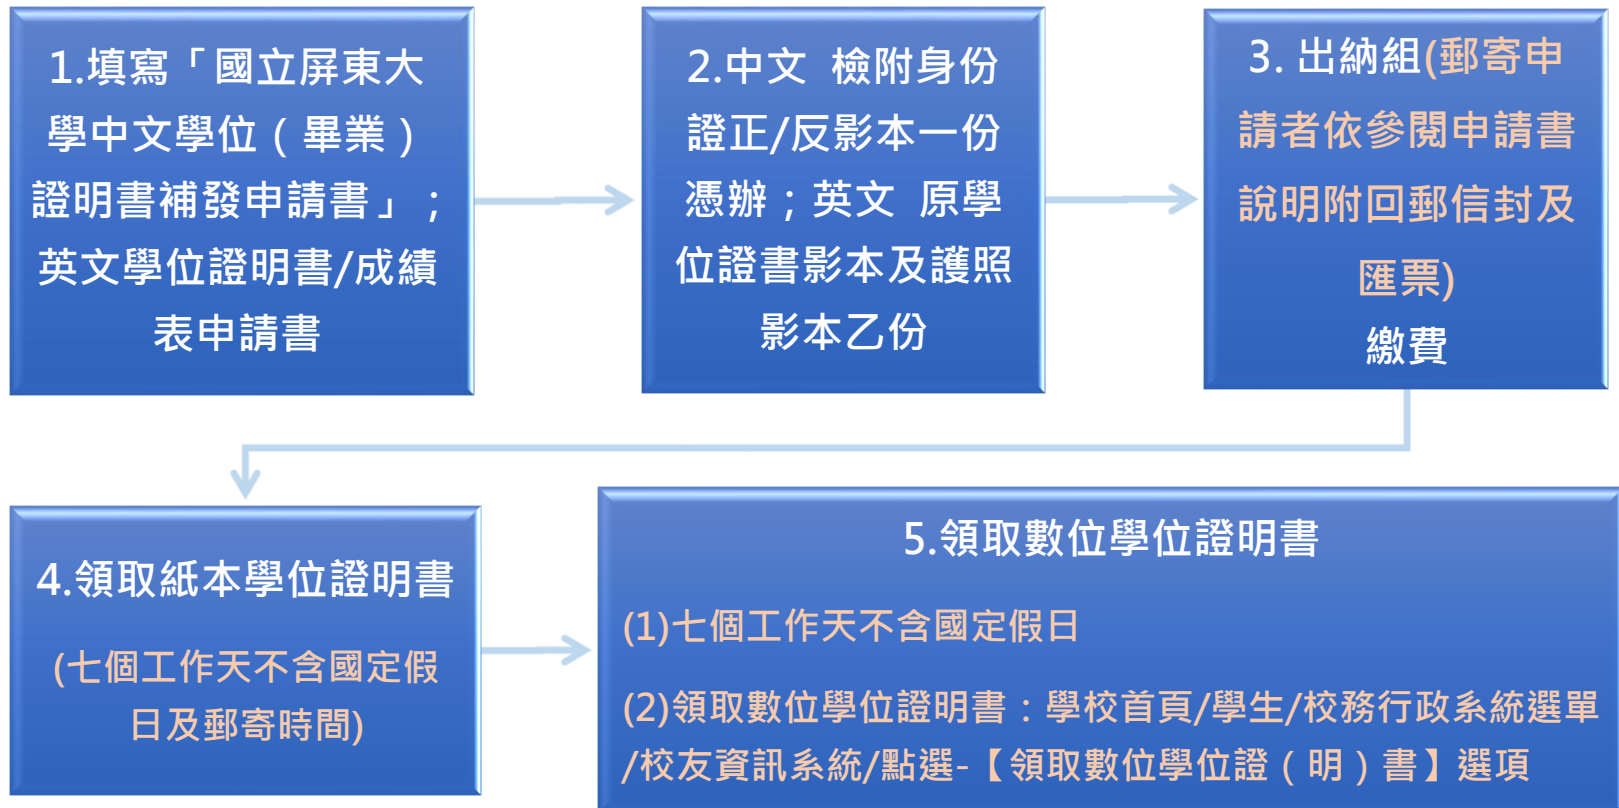 1.填寫「國立屏東大
學中文學位（畢業）
證明書補發申請書」；
英文學位證明書/成績
表申請書
2.中文 檢附身份
證正/反影本一份
憑辦；英文 原學
位證書影本及護照
影本乙份
3. 出納組(郵寄申
請者依參閱申請書
說明附回郵信封及
匯票)
繳費
4.領取紙本學位證明書
(七個工作天不含國定假
日及郵寄時間)
5.領取數位學位證明書
(1)七個工作天不含國定假日
(2)領取數位學位證明書：學校首頁/學生/校務行政系統選單
/校友資訊系統/點選-【領取數位學位證（明）書】選項